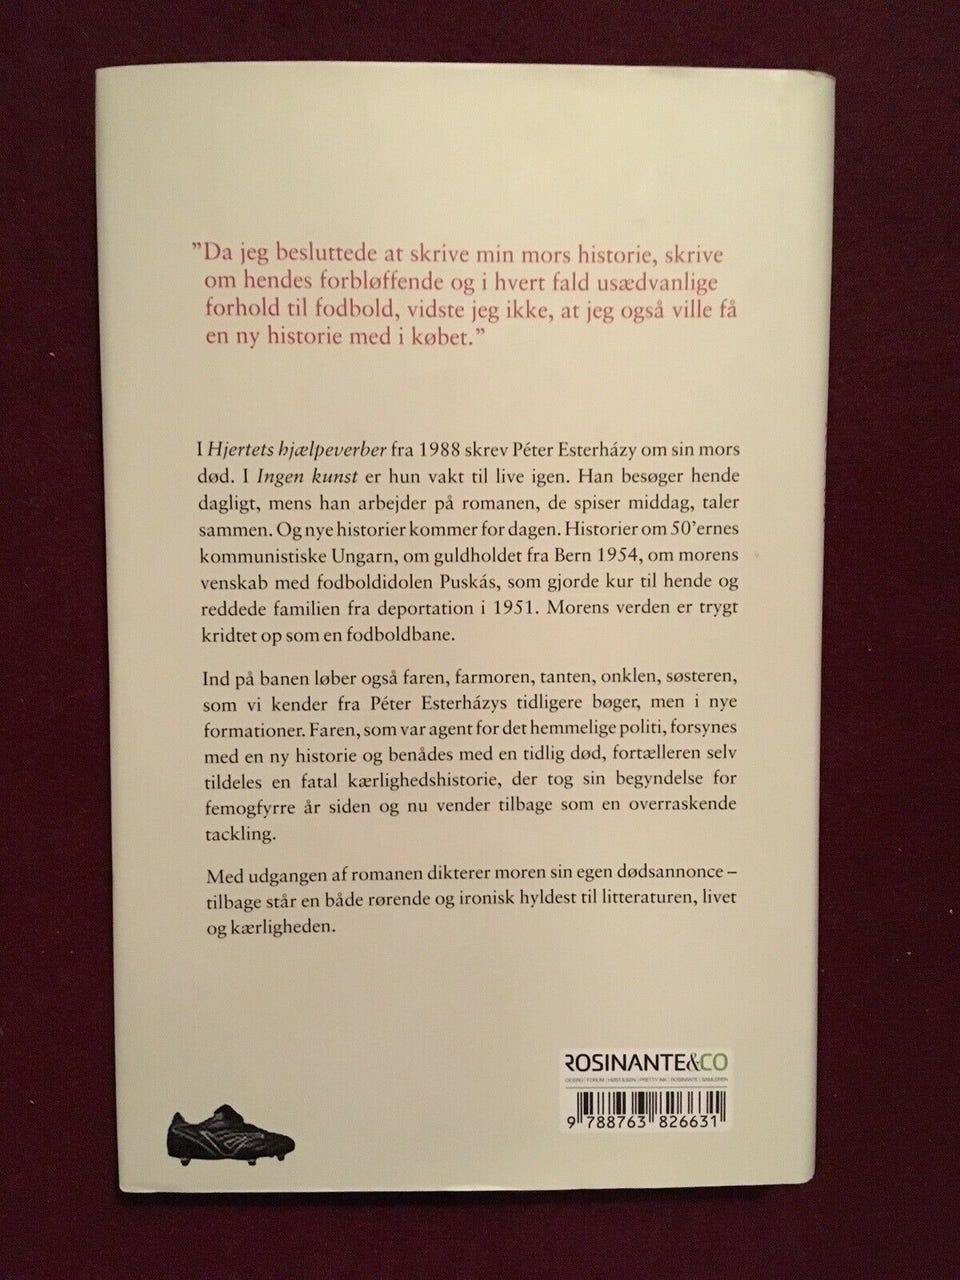 ”Da jeg besluttede at skrive min mors historie, skrive
om hendes forbløffende og i hvert fald usædvanlige
forhold til fodbold, vidste jeg ikke, at jeg også ville få
en ny historie med i købet.”
I Hjertets hjælpeverber fra 1988 skrev Péter Esterházy om sin mors
død. I Ingen kunst er hun vakt til live igen. Han besøger hende
dagligt, mens han arbejder på romanen, de spiser middag, taler
sammen. Og nye historier kommer for dagen. Historier om 50’ernes
kommunistiske Ungarn, om guldholdet fra Bern 1954, om morens
venskab med fodboldidolen Puskás, som gjorde kur til hende og
reddede familien fra deportation i 1951. Morens verden er trygt
kridtet op som en fodboldbane.
Ind på banen løber også faren, farmoren, tanten, onklen, søsteren,
som vi kender fra Péter Esterházys tidligere bøger, men i nye
formationer. Faren, som var agent for det hemmelige politi, forsynes
med en ny historie og benådes med en tidlig død, fortælleren selv
tildeles en fatal kærlighedshistorie, der tog sin begyndelse for
femogfyrre år siden og nu vender tilbage som en overraskende
tackling.
Med udgangen af romanen dikterer moren sin egen dødsannonce –
tilbage står en både rørende og ironisk hyldest til litteraturen, livet
og kærligheden.
ROSINANTE&CO
CICERO | FORUM | HØST&SØN | PRETTY INK | ROSINANTE | SAMLEREN
9 788763 826631